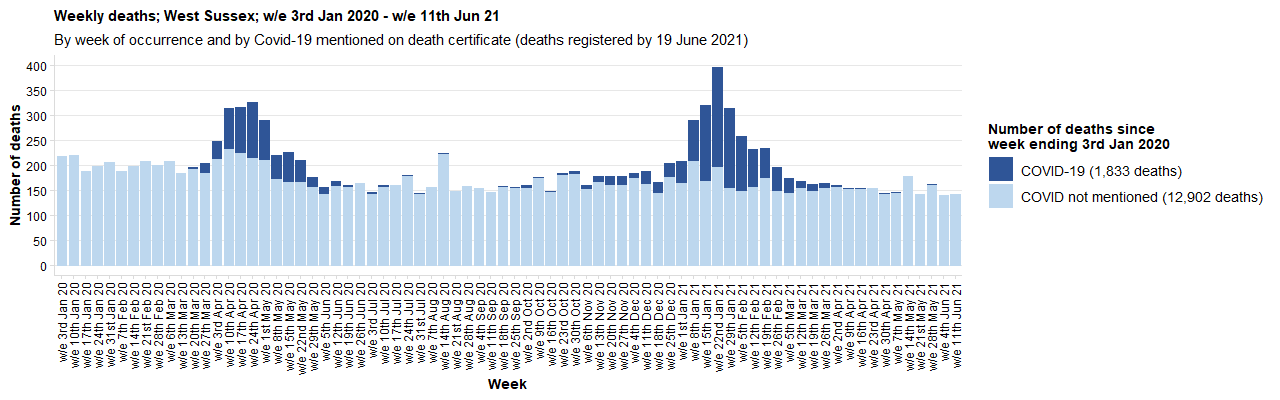 Weekly deaths; West Sussex; w/e 3rd Jan 2020 - w/e 11th Jun 21
By week of occurrence and by Covid-19 mentioned on death certificate (deaths registered by 19 June 2021)
Number of deaths
400
350
300
250
200
150
100
50
0
w/e 3rd Jan 20
w/e 10th Jan 20
w/e 17th Jan 20
w/e 24th Jan 20
w/e 31st Jan 20
w/e 7th Feb 20
w/e 14th Feb 20
w/e 21st Feb 20
w/e 28th Feb 20
w/e 6th Mar 20
w/e 13th Mar 20
w/e 20th Mar 20
w/e 27th Mar 20
w/e 3rd Apr 20
w/e 10th Apr 20
w/e 17th Apr 20
w/e 24th Apr 20
w/e 1st May 20
w/e 8th May 20
w/e 15th May 20
w/e 22nd May 20
w/e 29th May 20
w/e 5th Jun 20
w/e 12th Jun 20
w/e 19th Jun 20
w/e 26th Jun 20
w/e 3rd Jul 20
w/e 10th Jul 20
w/e 17th Jul 20
w/e 24th Jul 20
w/e 31st Jul 20
w/e 7th Aug 20
w/e 14th Aug 20
w/e 21st Aug 20
w/e 28th Aug 20
w/e 4th Sep 20
w/e 11th Sep 20
w/e 18th Sep 20
w/e 25th Sep 20
w/e 2nd Oct 20
w/e 9th Oct 20
w/e 16th Oct 20
w/e 23rd Oct 20
w/e 30th Oct 20
w/e 6th Nov 20
w/e 13th Nov 20
w/e 20th Nov 20
w/e 27th Nov 20
w/e 4th Dec 20
w/e 11th Dec 20
w/e 18th Dec 20
w/e 25th Dec 20
w/e 1st Jan 21
w/e 8th Jan 21
w/e 15th Jan 21
w/e 22nd Jan 21
w/e 29th Jan 21
w/e 5th Feb 21
w/e 12th Feb 21
w/e 19th Feb 21
w/e 26th Feb 21
w/e 5th Mar 21
w/e 12th Mar 21
w/e 19th Mar 21
w/e 26th Mar 21
w/e 2nd Apr 21
w/e 9th Apr 21
w/e 16th Apr 21
w/e 23rd Apr 21
w/e 30th Apr 21
w/e 7th May 21
w/e 14th May 21
w/e 21st May 21
w/e 28th May 21
w/e 4th Jun 21
w/e 11th Jun 21
Week
Number of deaths since
week ending 3rd Jan 2020
COVID-19 (1,833 deaths)
COVID not mentioned (12,902 deaths)